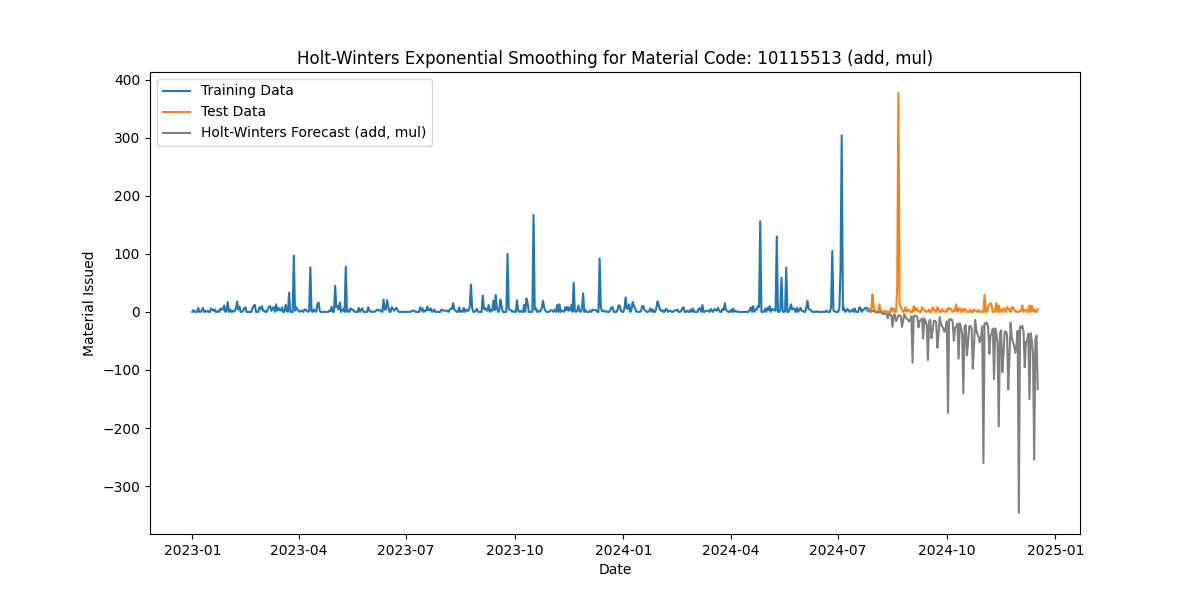 Holt-Winters Exponential Smoothing for Material Code: 10115513 (add, mul)
400
300
200
100
0
−100
−200
−300
Material Issued
Training Data
Test Data
Holt-Winters Forecast (add, mul)
2023-01
2023-04
2023-07
2023-10
2024-01
2024-04
2024-07
2024-10
2025-01
Date